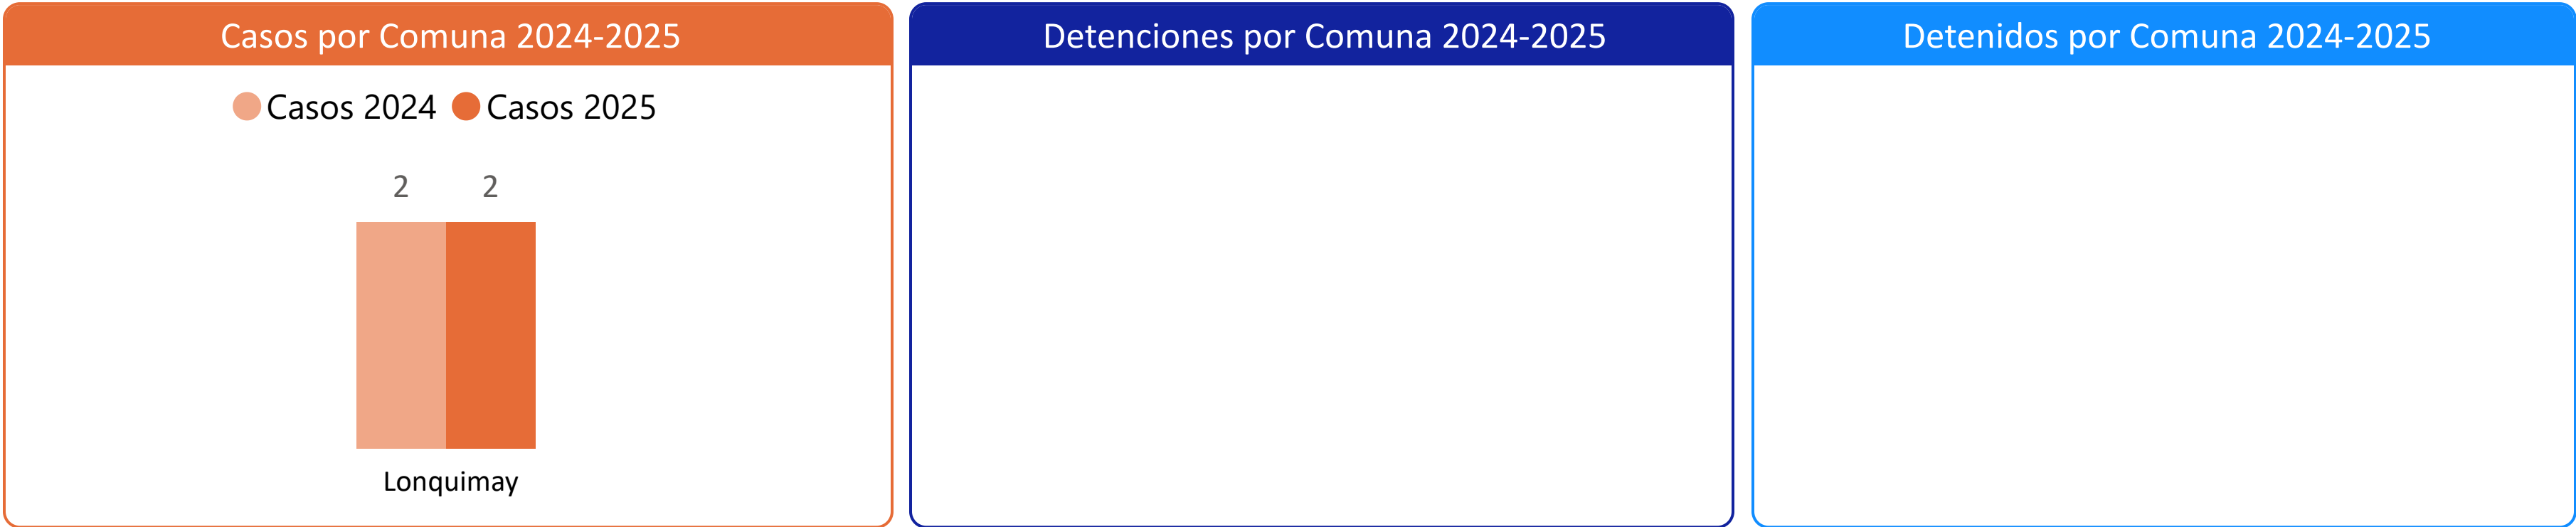 Casos por Comuna 2024-2025
Casos 2024 Casos 2025
2 2
Lonquimay
Detenciones por Comuna 2024-2025
Detenidos por Comuna 2024-2025